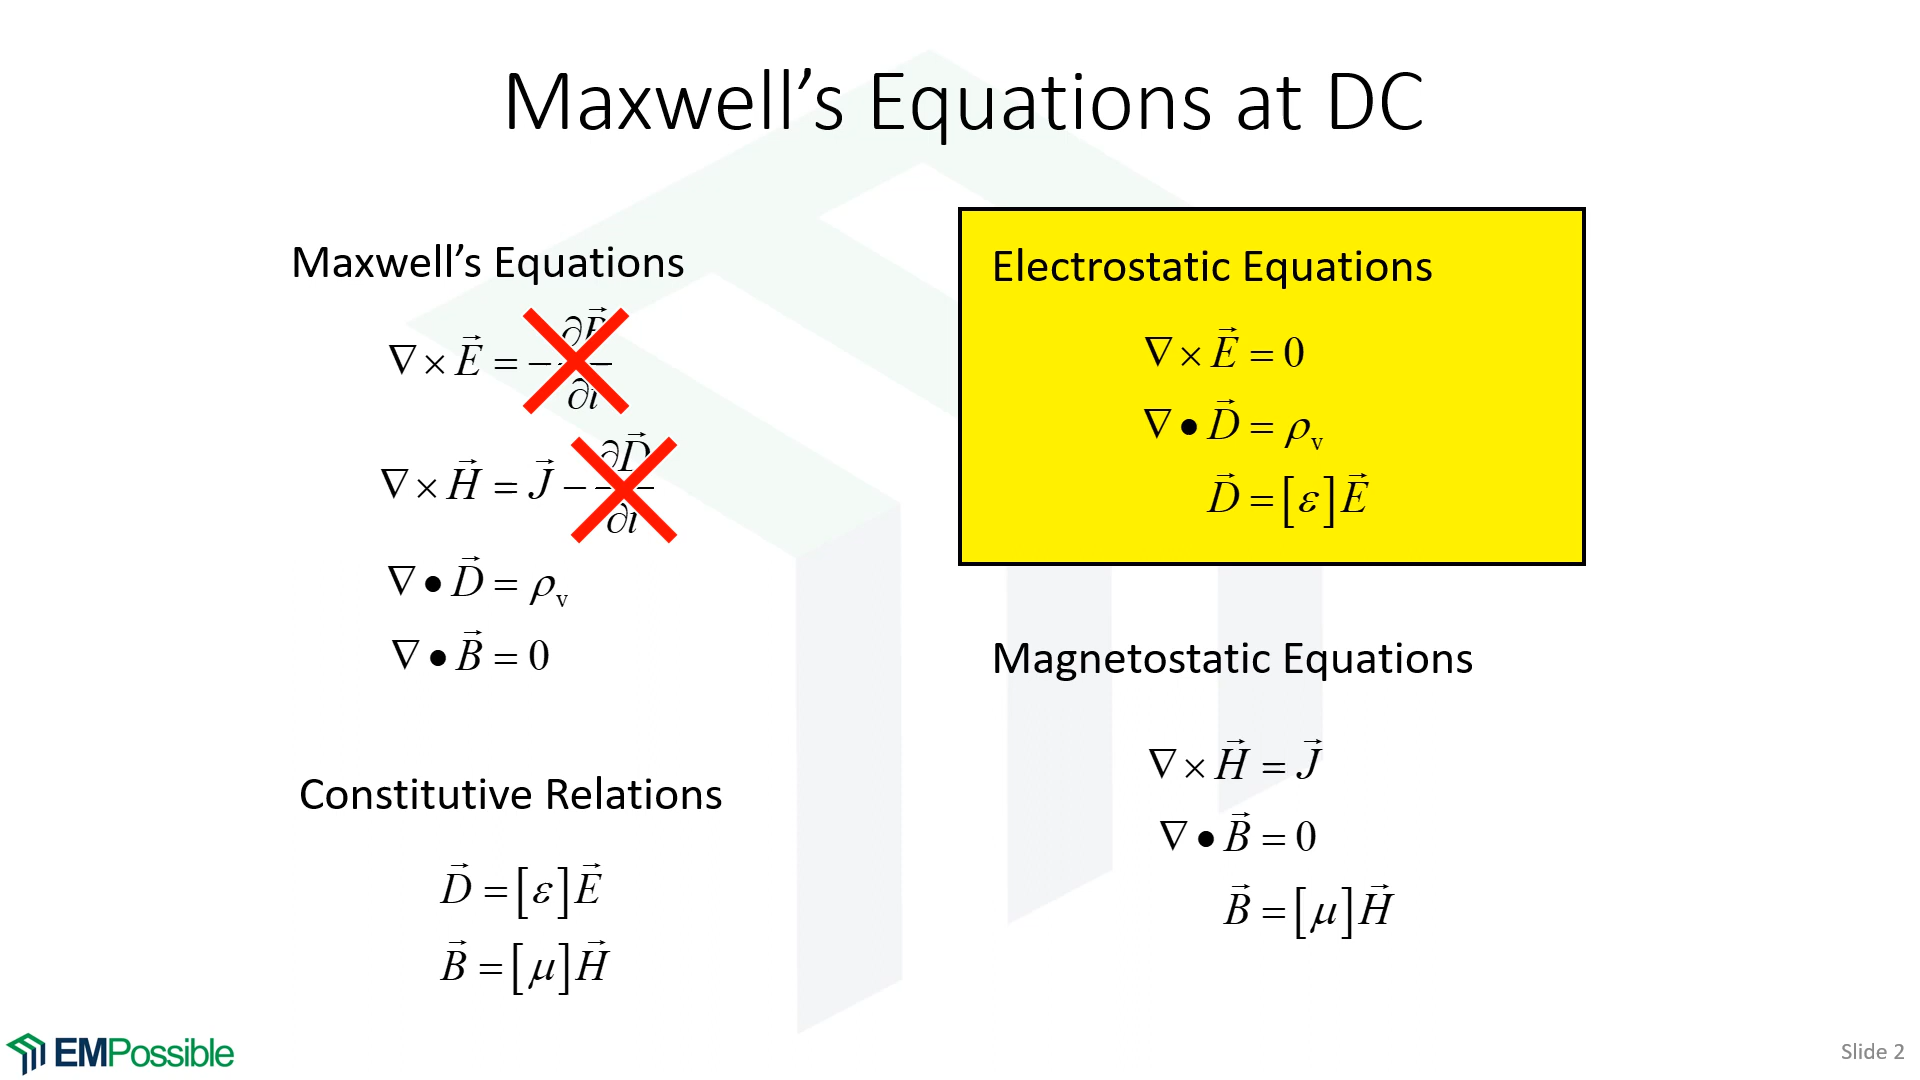 Maxwell’s Equations at DC
Maxwell’s Equations
∇ × E⃗ = −
∇ × H⃗ = J⃗ − ∂D⃗/∂t
∇ • D⃗ = ρᵥ
∇ • B⃗ = 0
Constitutive Relations
D⃗ = [ε]E⃗
B⃗ = [μ]H⃗
Electrostatic Equations
∇ × E⃗ = 0
∇ • D⃗ = ρᵥ
D⃗ = [ε]E⃗
Magnetostatic Equations
∇ × H⃗ = J⃗
∇ • B⃗ = 0
B⃗ = [μ]H⃗
EMPossible
Slide 2